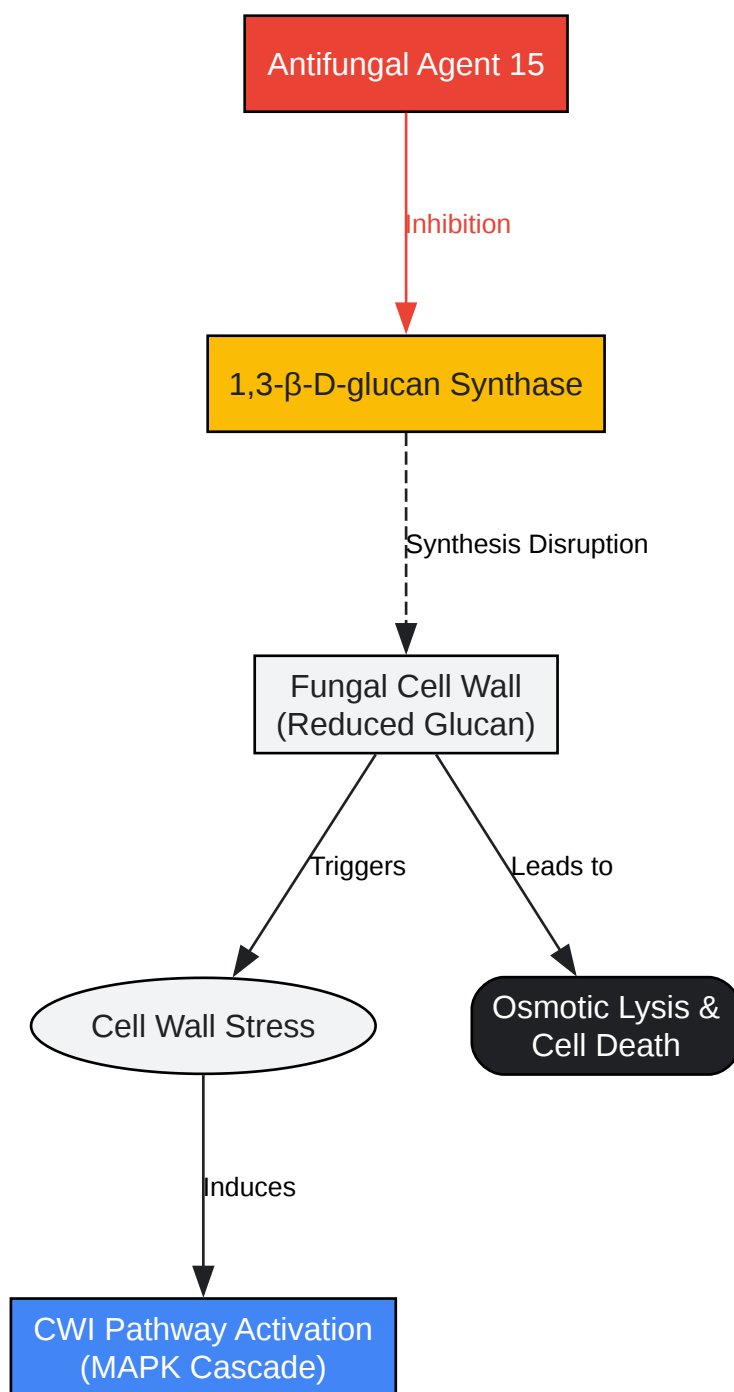 Antifungal Agent 15
Inhibition
1,3-β-D-glucan Synthase
Synthesis Disruption
Fungal Cell Wall
(Reduced Glucan)
Triggers
Leads to
Cell Wall Stress
Osmotic Lysis &
Cell Death
Induces
CWI Pathway Activation
(MAPK Cascade)